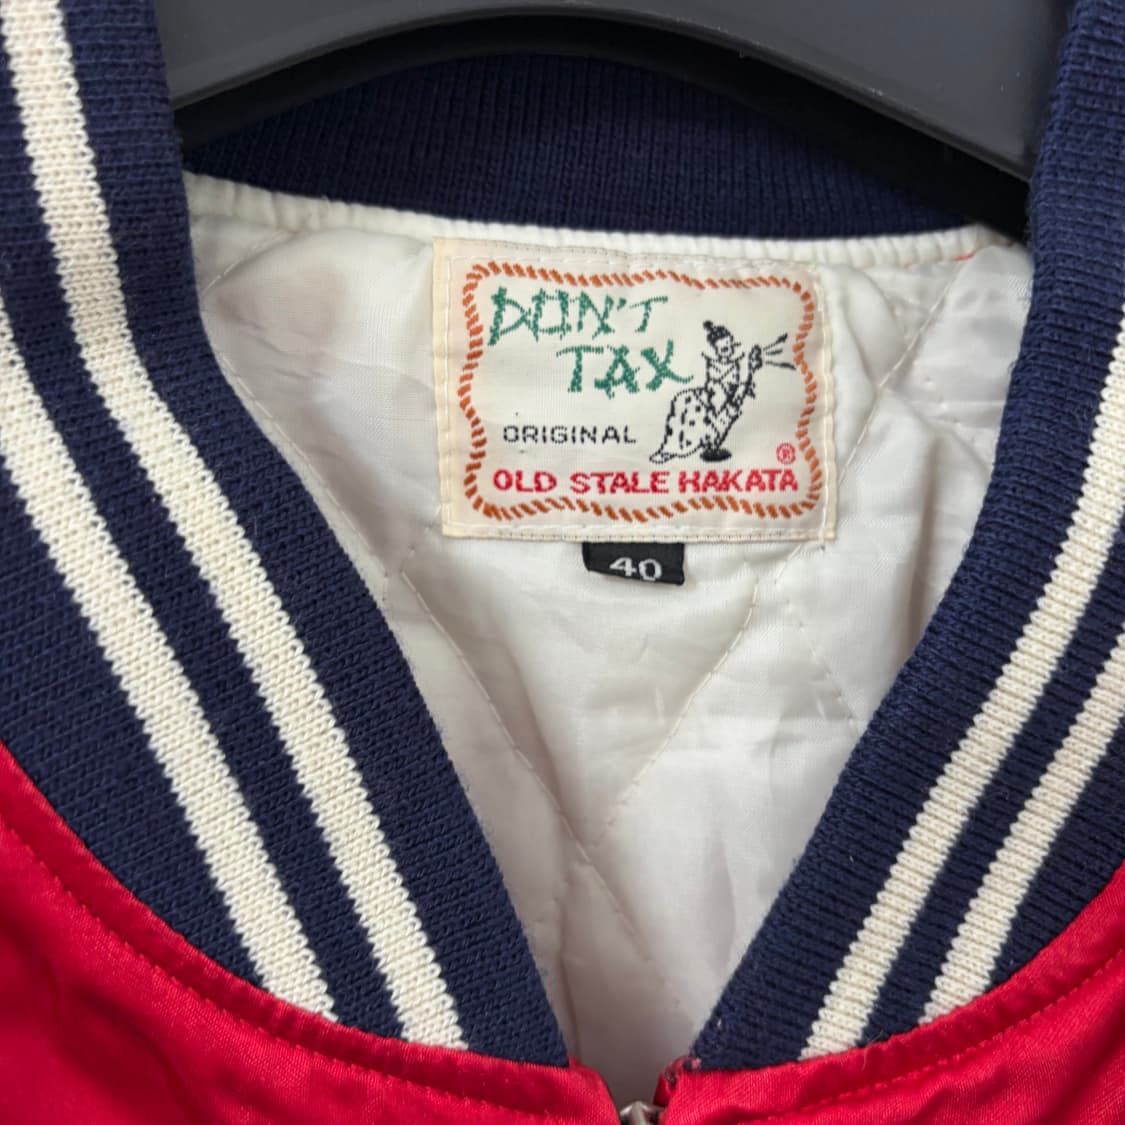 DON'T
TAX
ORIGINAL
OLD STALE HAKATA ®
40